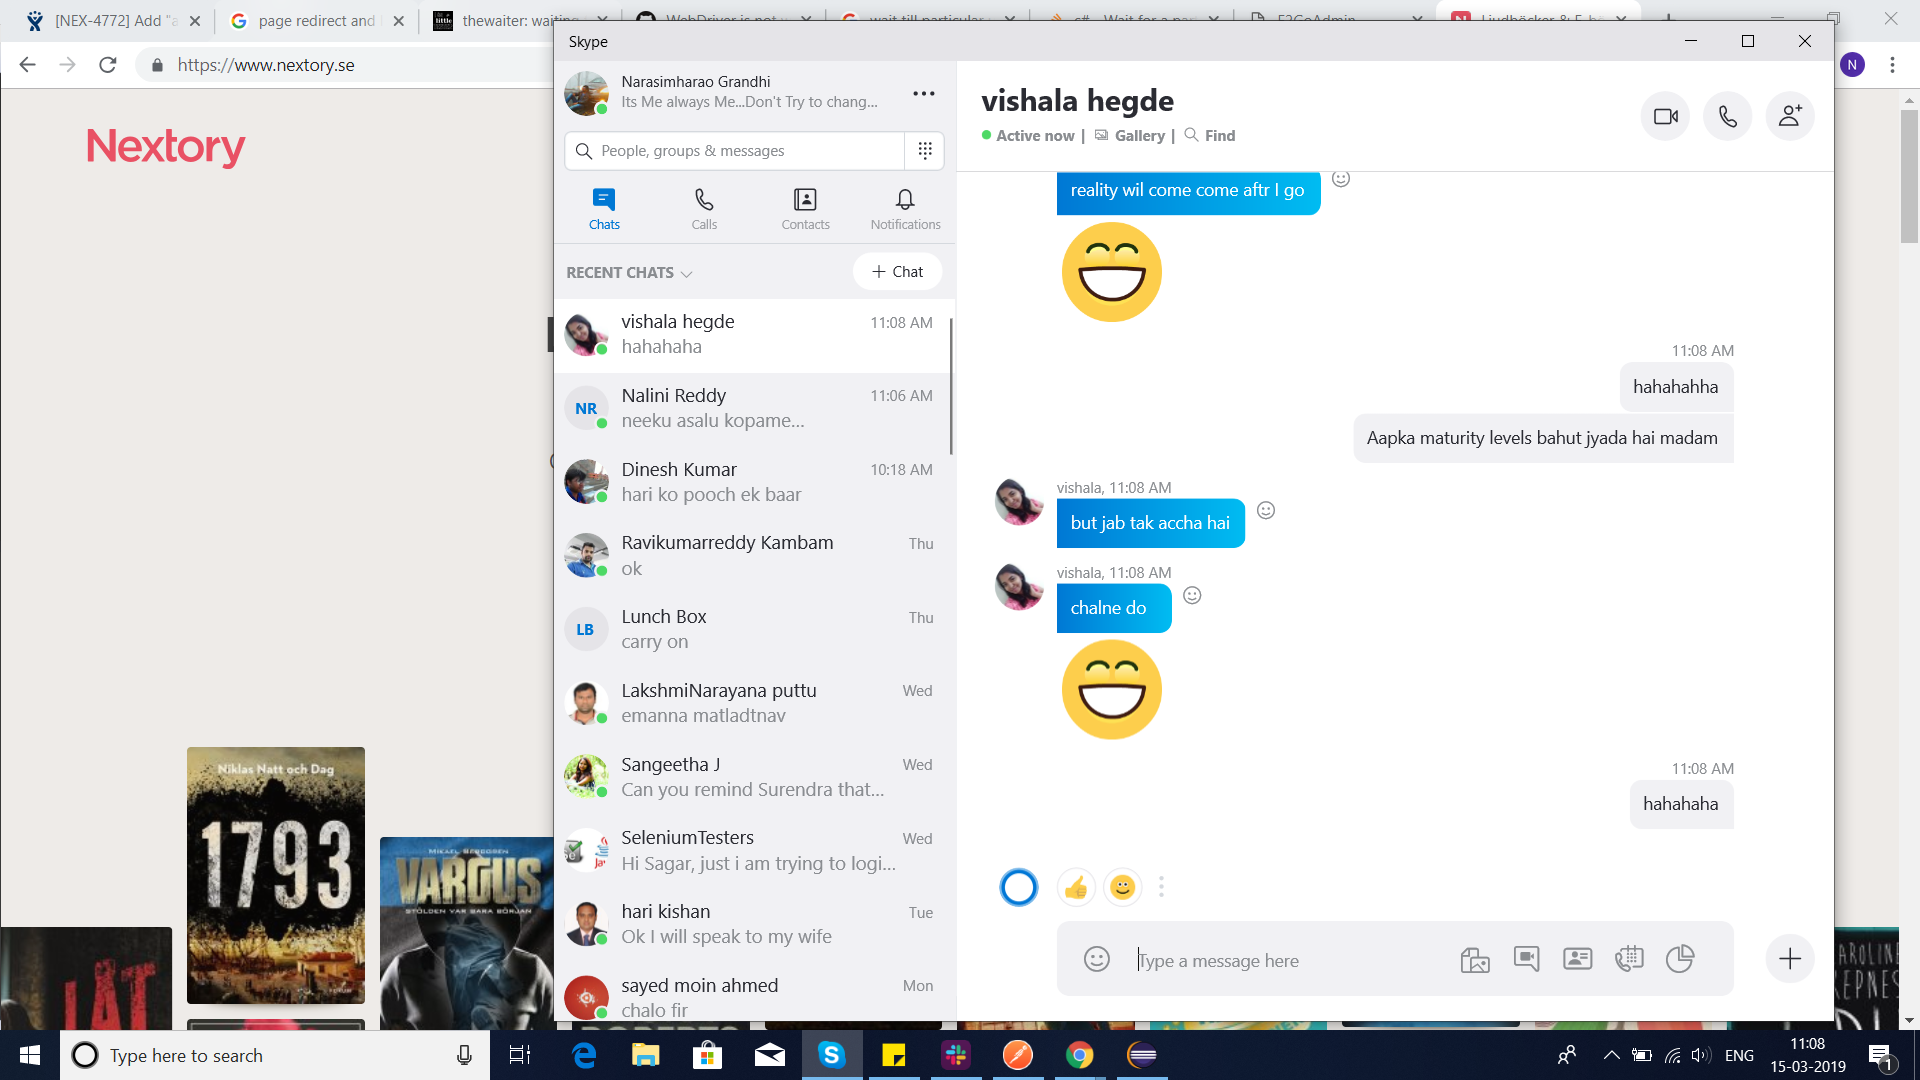 [NEX-4772] Add "a
page redirect and
thewaiter: waiting
https://www.nextory.se
N
Nextory
Niklas Natt och Dag
1793
VARGUS
LÅT
Skype
Narasimharao Grandhi
Its Me always Me...Don't Try to chang...
People, groups & messages
Chats
Calls
Contacts
Notifications
RECENT CHATS
+ Chat
vishala hegde
11:08 AM
hahahaha
NR
Nalini Reddy
11:06 AM
neeku asalu kopame...
Dinesh Kumar
10:18 AM
hari ko pooch ek baar
Ravikumarreddy Kambam
Thu
ok
LB
Lunch Box
Thu
carry on
LakshmiNarayana puttu
Wed
emanna matladtnav
Sangeetha J
Wed
Can you remind Surendra that...
SeleniumTesters
Wed
Hi Sagar, just i am trying to logi...
hari kishan
Tue
Ok I will speak to my wife
sayed moin ahmed
Mon
chalo fir
vishala hegde
Active now | Gallery | Find
reality wil come come aftr I go
11:08 AM
hahahahha
Aapka maturity levels bahut jyada hai madam
vishala, 11:08 AM
but jab tak accha hai
vishala, 11:08 AM
chalne do
11:08 AM
hahahaha
Type a message here
Type here to search
ENG
11:08
15-03-2019
1